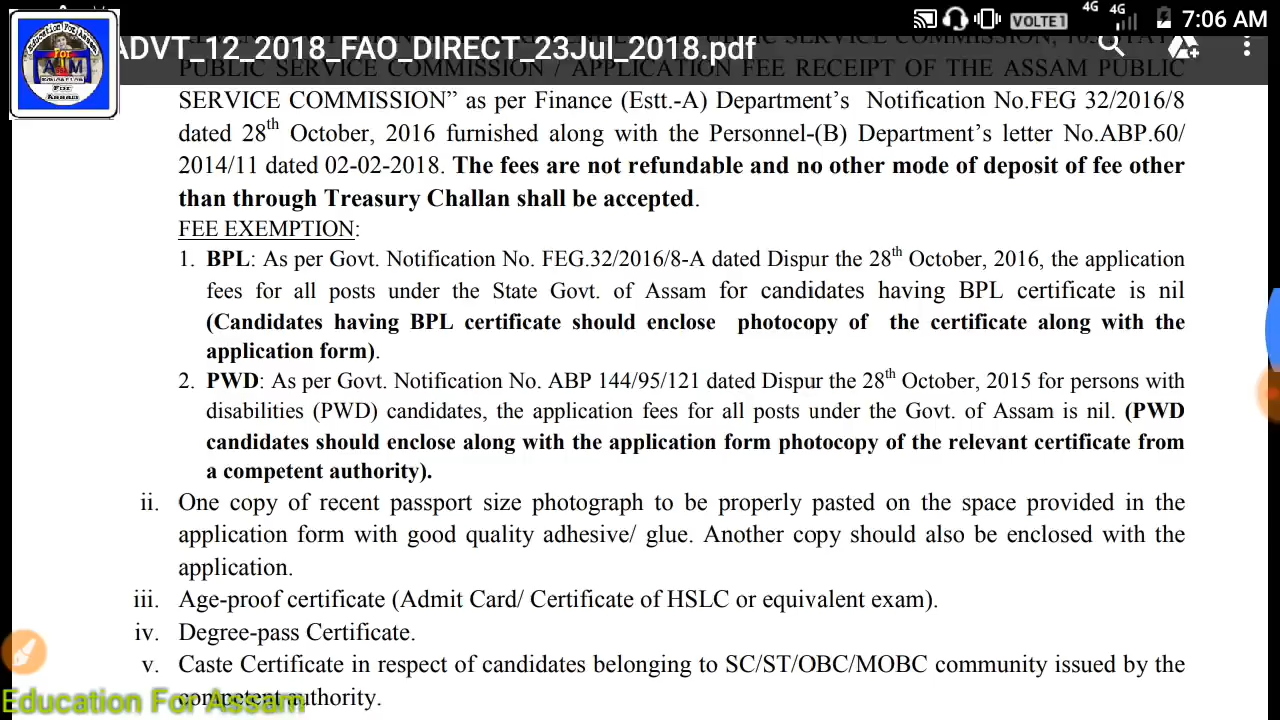 4G 4G
VOLTE1 7:06 AM
ADVT_12_2018_FAO_DIRECT_23Jul_2018.pdf
PUBLIC SERVICE COMMISSION / APPLICATION FEE RECEIPT OF THE ASSAM PUBLIC
SERVICE COMMISSION” as per Finance (Estt.-A) Department’s Notification No.FEG 32/2016/8
dated 28th October, 2016 furnished along with the Personnel-(B) Department’s letter No.ABP.60/
2014/11 dated 02-02-2018. The fees are not refundable and no other mode of deposit of fee other
than through Treasury Challan shall be accepted.
FEE EXEMPTION:
1. BPL: As per Govt. Notification No. FEG.32/2016/8-A dated Dispur the 28th October, 2016, the application
fees for all posts under the State Govt. of Assam for candidates having BPL certificate is nil
(Candidates having BPL certificate should enclose photocopy of the certificate along with the
application form).
2. PWD: As per Govt. Notification No. ABP 144/95/121 dated Dispur the 28th October, 2015 for persons with
disabilities (PWD) candidates, the application fees for all posts under the Govt. of Assam is nil. (PWD
candidates should enclose along with the application form photocopy of the relevant certificate from
a competent authority).
ii. One copy of recent passport size photograph to be properly pasted on the space provided in the
application form with good quality adhesive/ glue. Another copy should also be enclosed with the
application.
iii. Age-proof certificate (Admit Card/ Certificate of HSLC or equivalent exam).
iv. Degree-pass Certificate.
v. Caste Certificate in respect of candidates belonging to SC/ST/OBC/MOBC community issued by the
competent authority.
Education For Assam